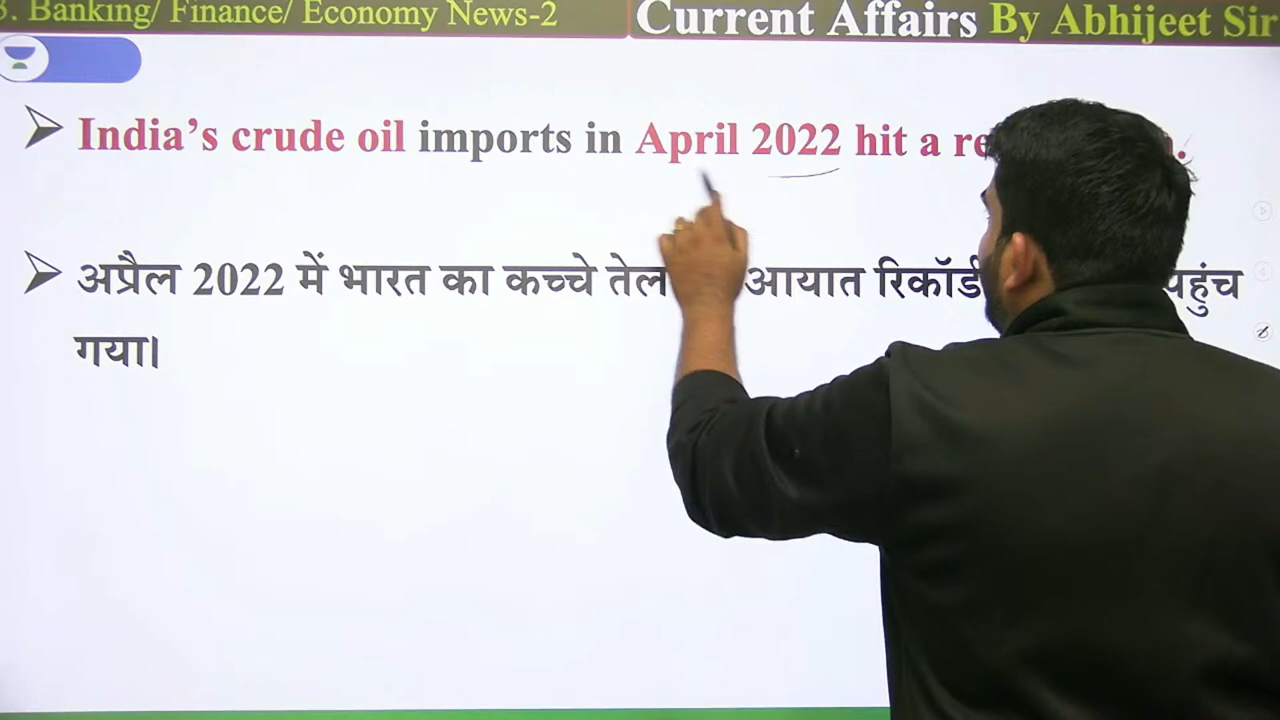 3. Banking/ Finance/ Economy News-2
Current Affairs By Abhijeet Sir
India's crude oil imports in April 2022 hit a
अप्रैल 2022 में भारत का कच्चे तेल आयात पहुंच
गया।